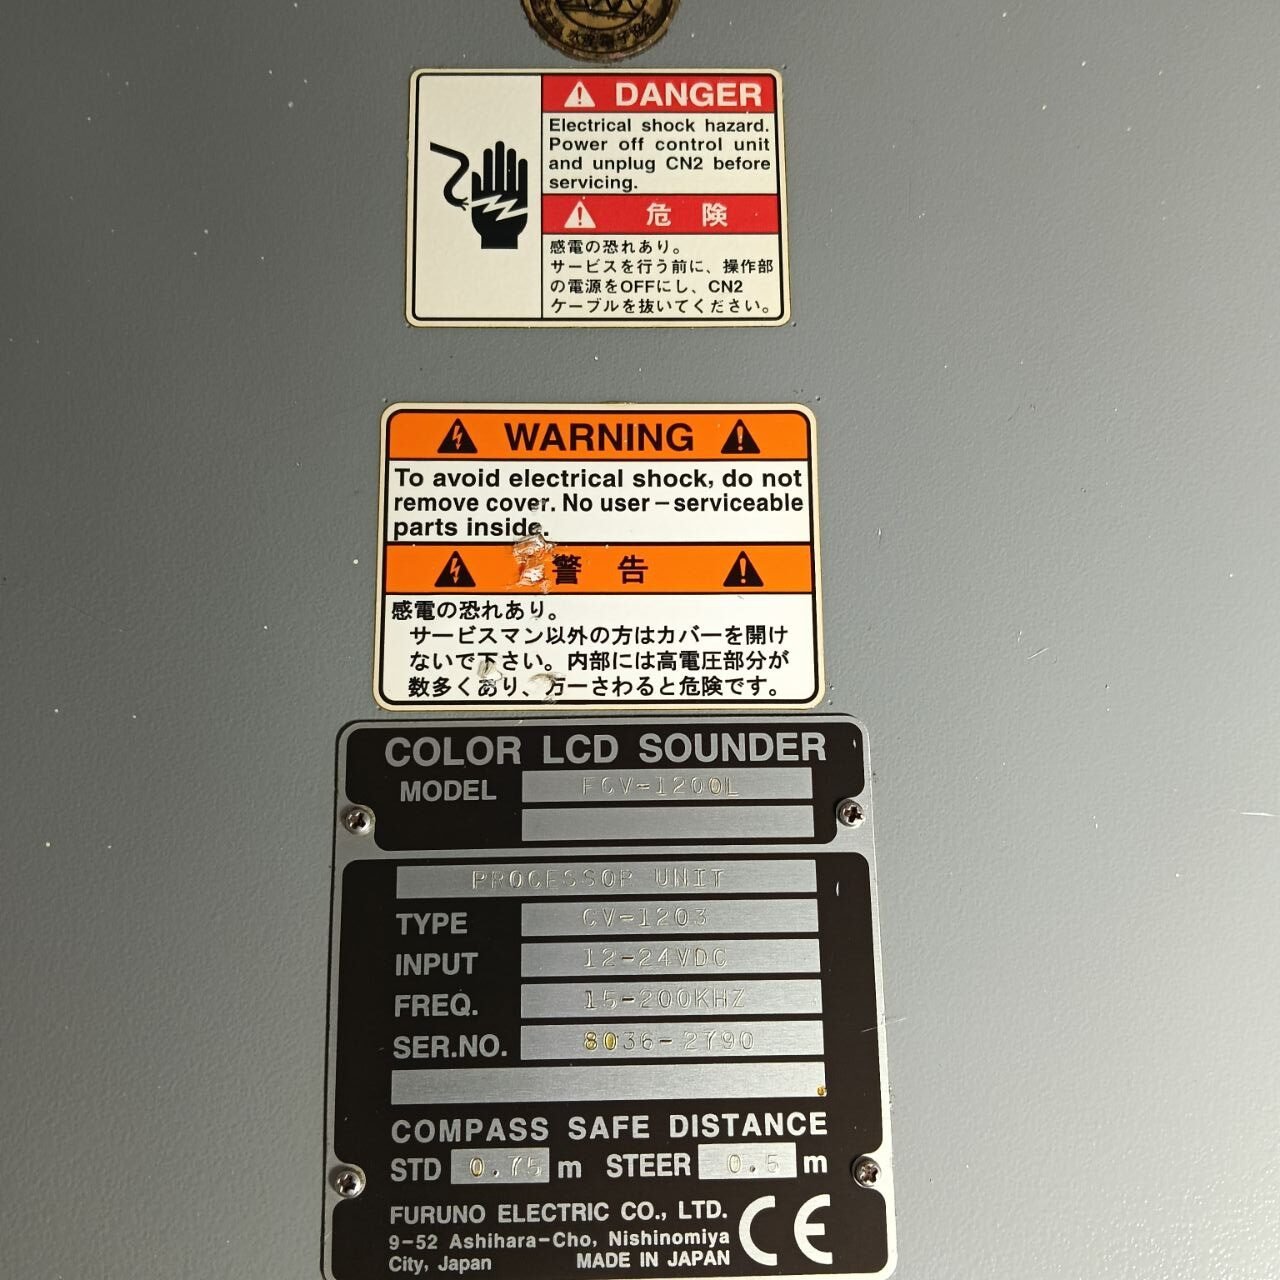 DANGER
Electrical shock hazard.
Power off control unit
and unplug CN2 before
servicing.
危 険
感電の恐れあり。
サービスを行う前に、操作部
の電源をOFFにし、CN2
ケーブルを抜いてください。
WARNING
To avoid electrical shock, do not
remove cover. No user-serviceable
parts inside.
警 告
感電の恐れあり。
サービスマン以外の方はカバーを開け
ないで下さい。内部には高電圧部分が
数多くあり、万一さわると危険です。
COLOR LCD SOUNDER
MODEL FCV-1200L
PROCESSOR UNIT
TYPE CV-1203
INPUT 12-24VDC
FREQ. 15-200KHZ
SER.NO. 8036-2790
COMPASS SAFE DISTANCE
STD 0.75 m STEER 0.5 m
FURUNO ELECTRIC CO., LTD.
9-52 Ashihara-Cho, Nishinomiya
City, Japan MADE IN JAPAN
CE